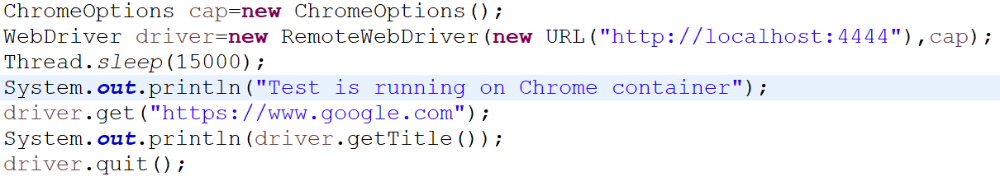 ChromeOptions cap=new ChromeOptions();
WebDriver driver=new RemoteWebDriver(new URL("http://localhost:4444"),cap);
Thread.sleep(15000);
System.out.println("Test is running on Chrome container");
driver.get("https://www.google.com");
System.out.println(driver.getTitle());
driver.quit();